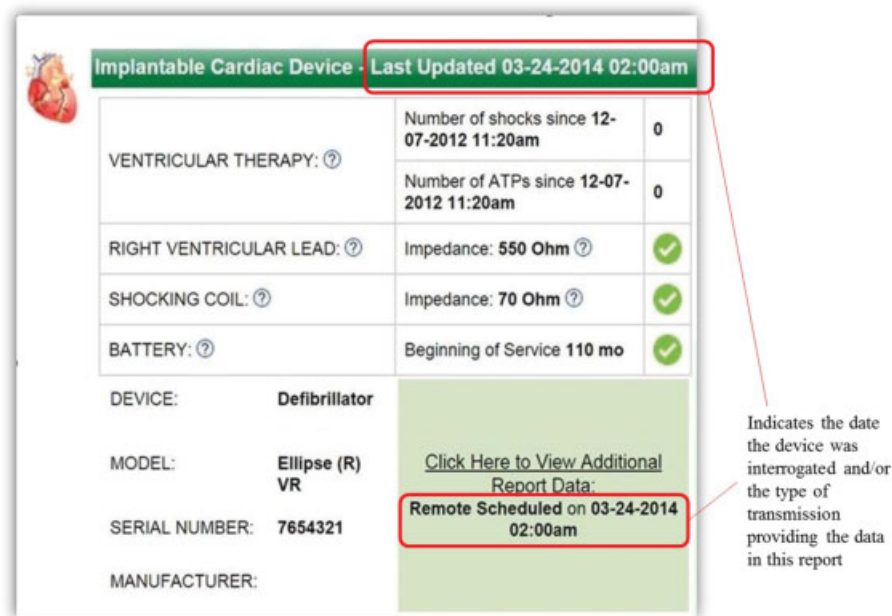 Implantable Cardiac Device - Last Updated 03-24-2014 02:00am
VENTRICULAR THERAPY: ?
Number of shocks since 12-
07-2012 11:20am
0
Number of ATPs since 12-07-
2012 11:20am
0
RIGHT VENTRICULAR LEAD: ? Impedance: 550 Ohm ?
SHOCKING COIL: ? Impedance: 70 Ohm ?
BATTERY: ? Beginning of Service 110 mo
DEVICE: Defibrillator
MODEL: Ellipse (R)
VR
SERIAL NUMBER: 7654321
MANUFACTURER:
Click Here to View Additional
Report Data:
Remote Scheduled on 03-24-2014
02:00am
Indicates the date
the device was
interrogated and/or
the type of
transmission
providing the data
in this report